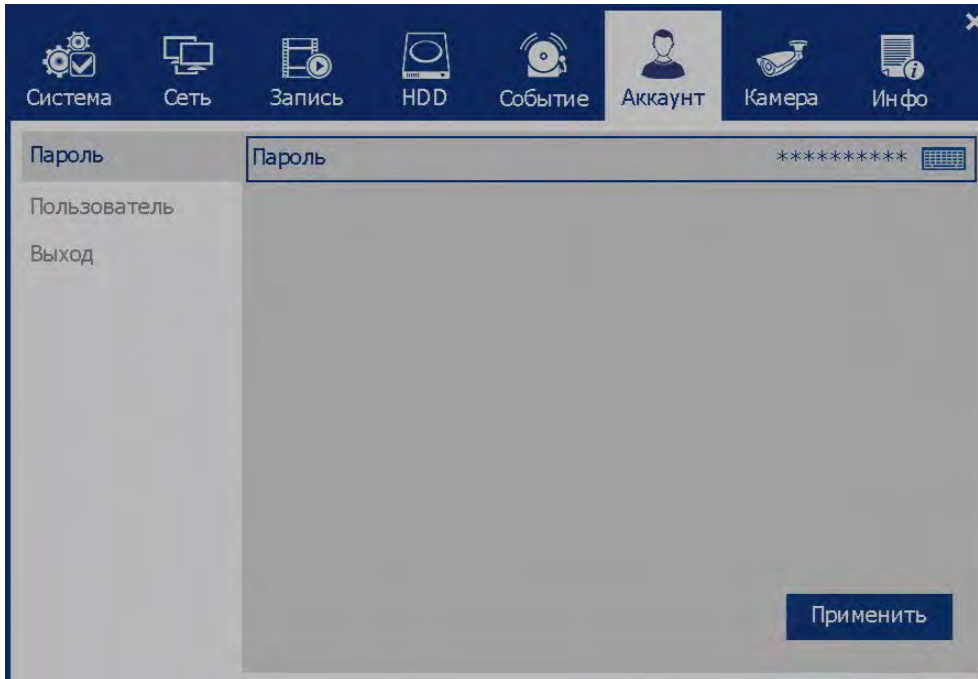 Система Сеть Запись HDD Событие Аккаунт Камера Инфо
Пароль
Пароль **********
Пользователь
Выход
Применить